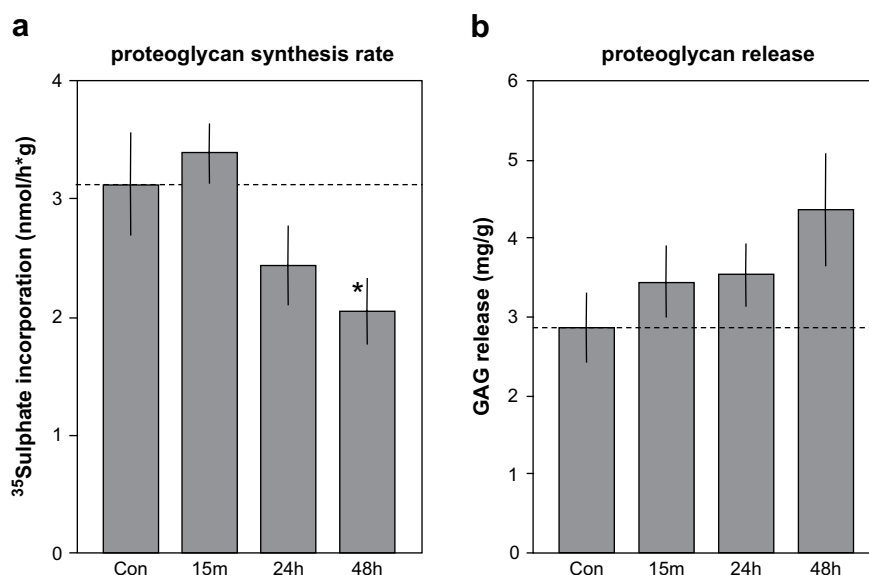 a
proteoglycan synthesis rate
³⁵Sulphate incorporation (nmol/h*g)
4
3
2
1
0
*
Con 15m 24h 48h
b
proteoglycan release
GAG release (mg/g)
6
5
4
3
2
1
0
Con 15m 24h 48h